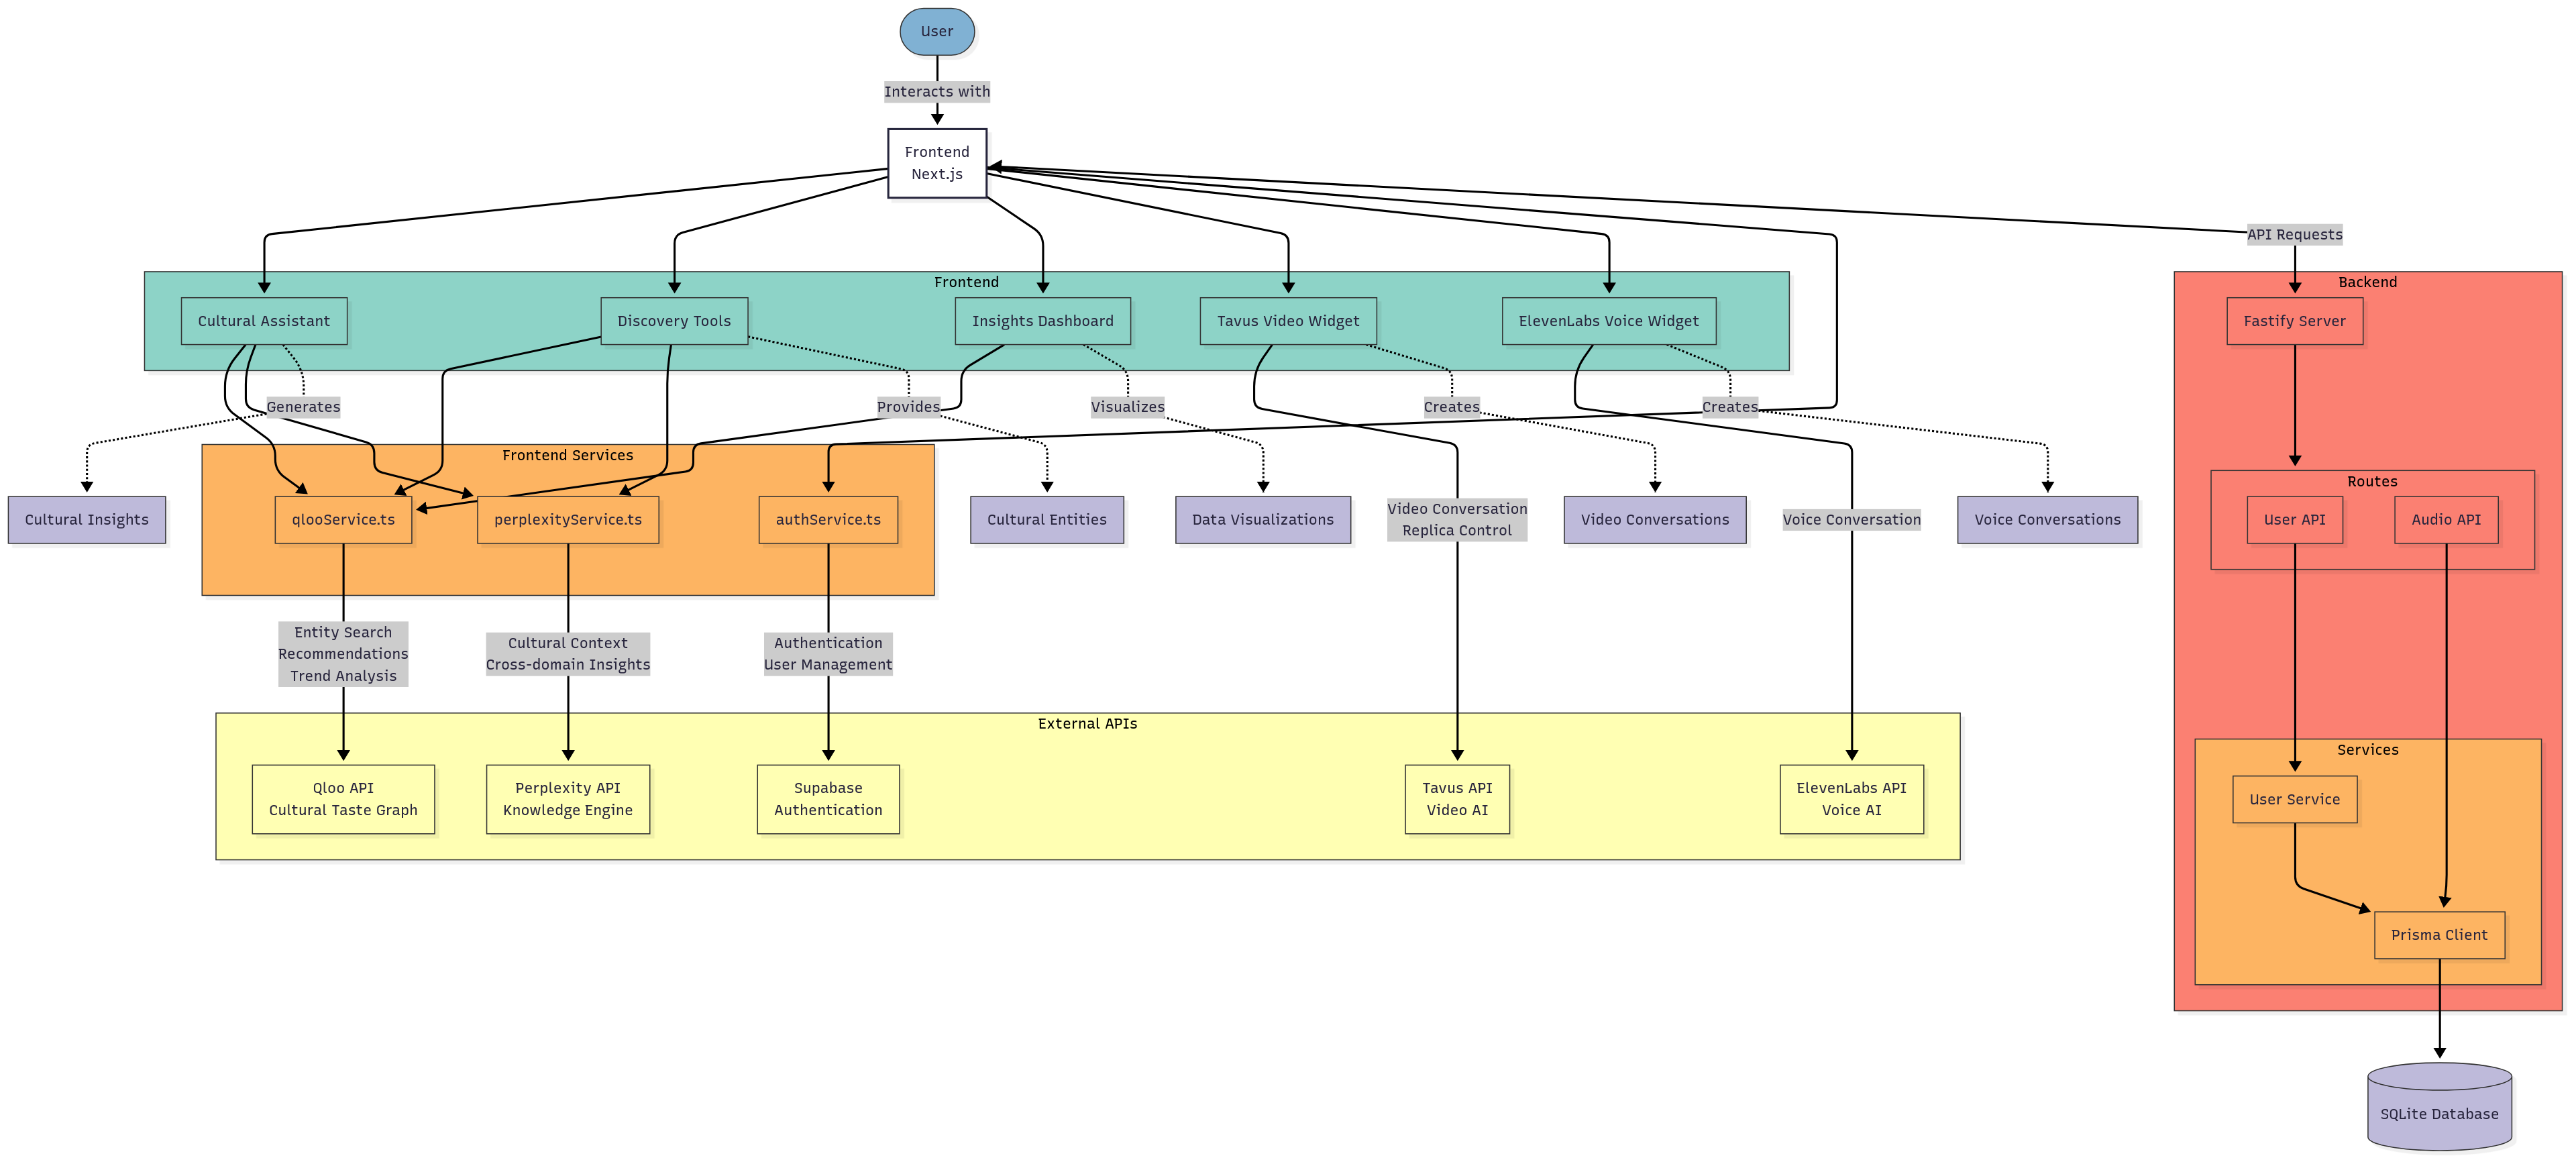 User
Interacts with
Frontend
Next.js
API Requests
Frontend
Backend
Cultural Assistant
Discovery Tools
Insights Dashboard
Tavus Video Widget
ElevenLabs Voice Widget
Fastify Server
Generates
Provides
Visualizes
Creates
Creates
Frontend Services
Routes
Cultural Insights
qlooService.ts
perplexityService.ts
authService.ts
Cultural Entities
Data Visualizations
Video Conversation
Replica Control
Video Conversations
Voice Conversation
Voice Conversations
User API
Audio API
Entity Search
Recommendations
Trend Analysis
Cultural Context
Cross-domain Insights
Authentication
User Management
External APIs
Services
Qloo API
Cultural Taste Graph
Perplexity API
Knowledge Engine
Supabase
Authentication
Tavus API
Video AI
ElevenLabs API
Voice AI
User Service
Prisma Client
SQLite Database